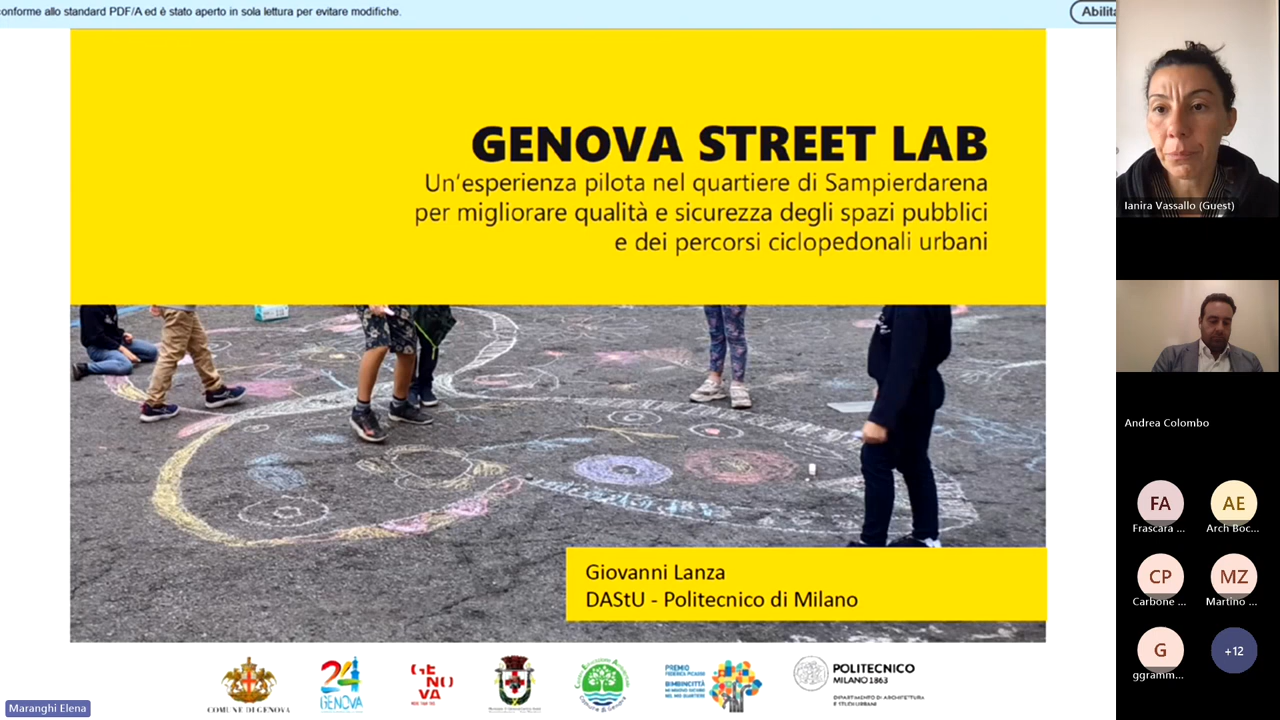 conforme allo standard PDF/A ed è stato aperto in sola lettura per evitare modifiche.
Abilita
GENOVA STREET LAB
Un'esperienza pilota nel quartiere di Sampierdarena
per migliorare qualità e sicurezza degli spazi pubblici
e dei percorsi ciclopedonali urbani
Giovanni Lanza
DAStU - Politecnico di Milano
COMUNE DI GENOVA
24
GENOVA
GE
NO
VA
PREMIO
FEDERICA PICASSO
BIMBINCITTÀ
POLITECNICO
MILANO 1863
DIPARTIMENTO DI ARCHITETTURA
E STUDI URBANI
Maranghi Elena
Ianira Vassallo (Guest)
Andrea Colombo
FA
AE
Frascara ...
Arch Boc...
CP
MZ
Carbone ...
Martino ...
G
+12
ggramm...